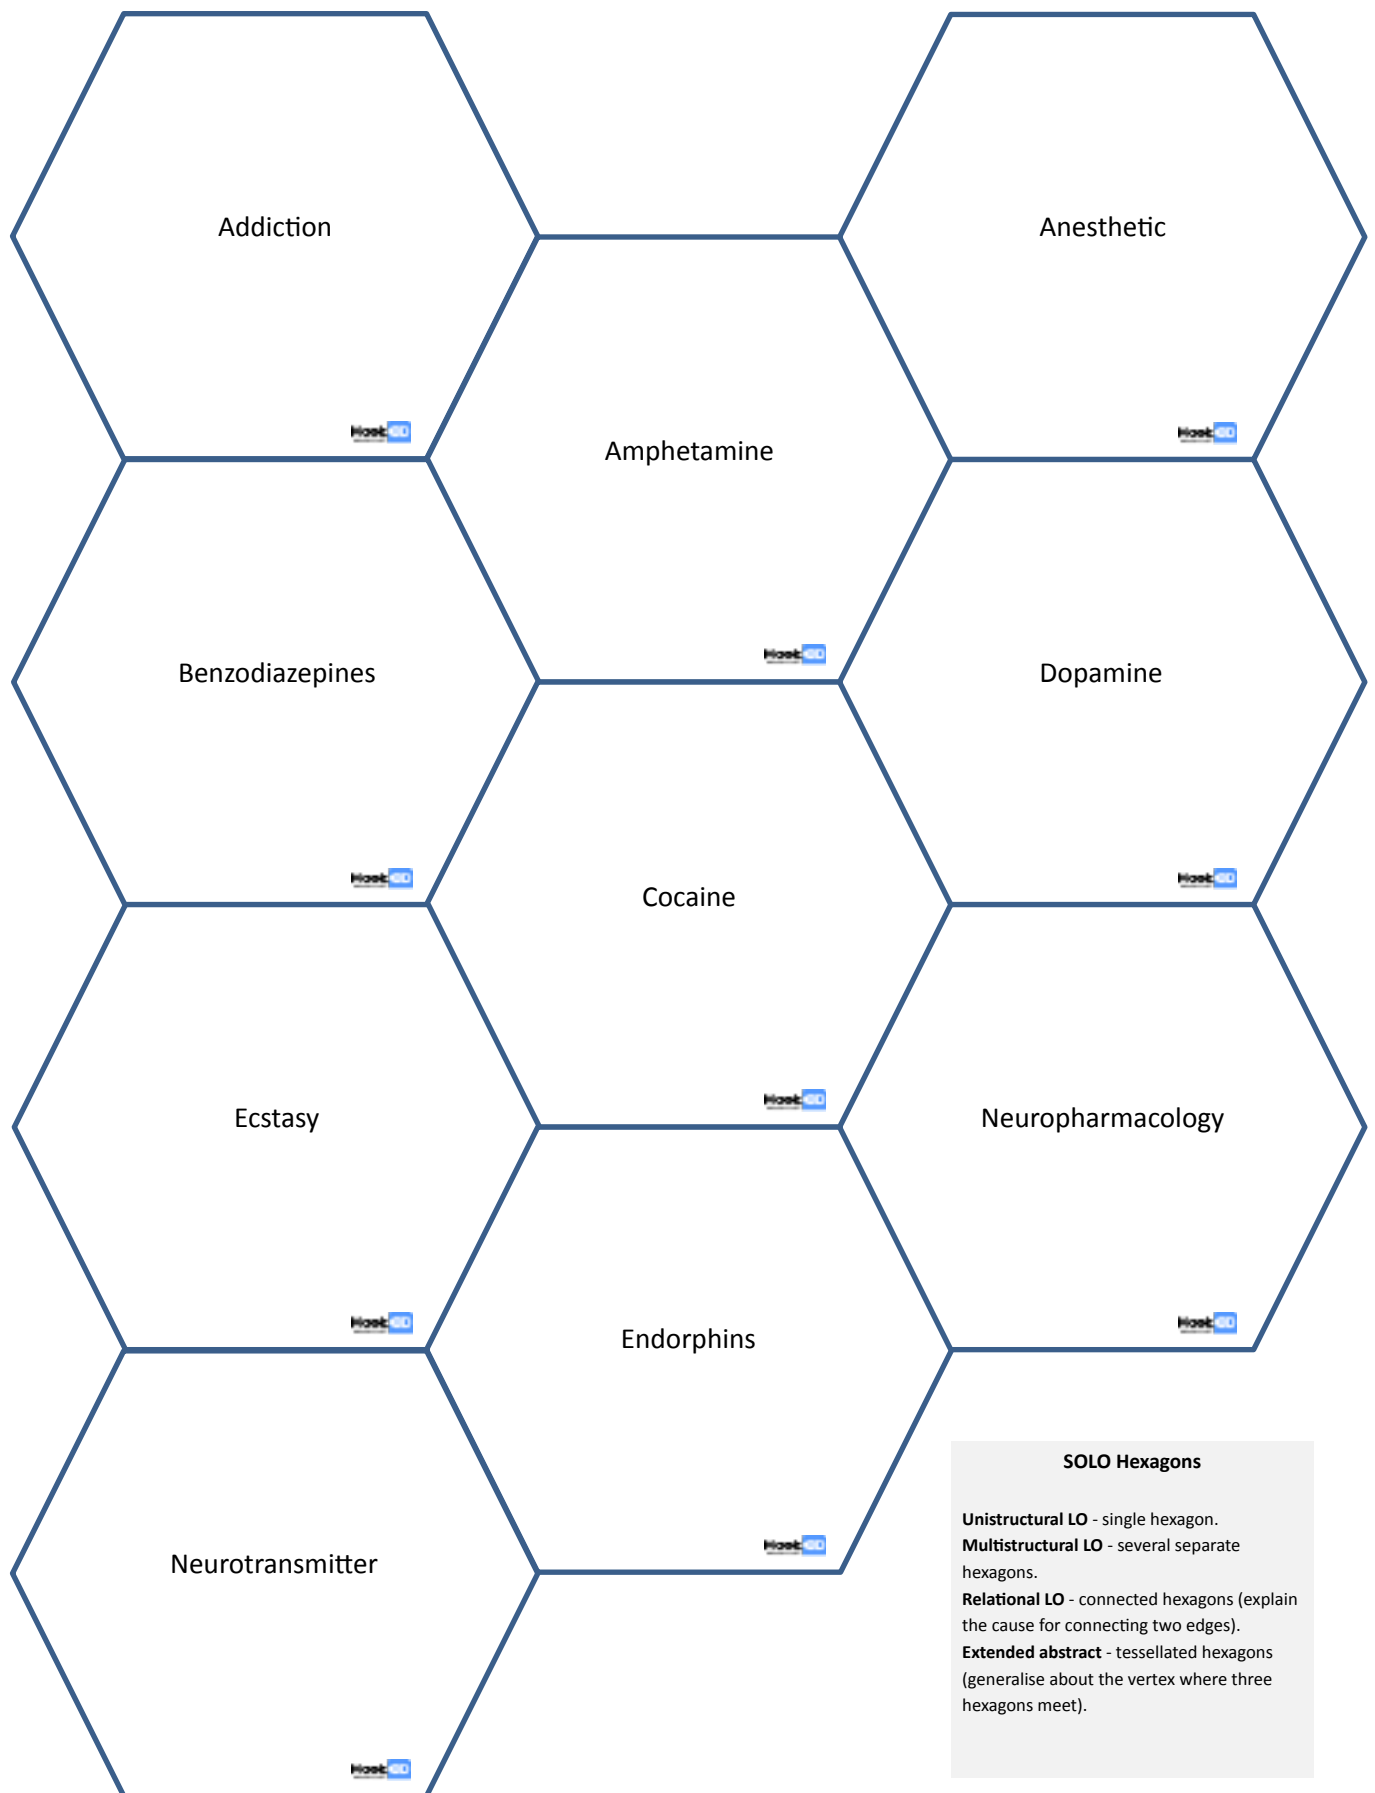 Addiction
Anesthetic
Amphetamine
Benzodiazepines
Dopamine
Cocaine
Ecstasy
Neuropharmacology
Endorphins
Neurotransmitter
SOLO Hexagons
Unistructural LO - single hexagon.
Multistructural LO - several separate
hexagons.
Relational LO - connected hexagons (explain
the cause for connecting two edges).
Extended abstract - tessellated hexagons
(generalise about the vertex where three
hexagons meet).